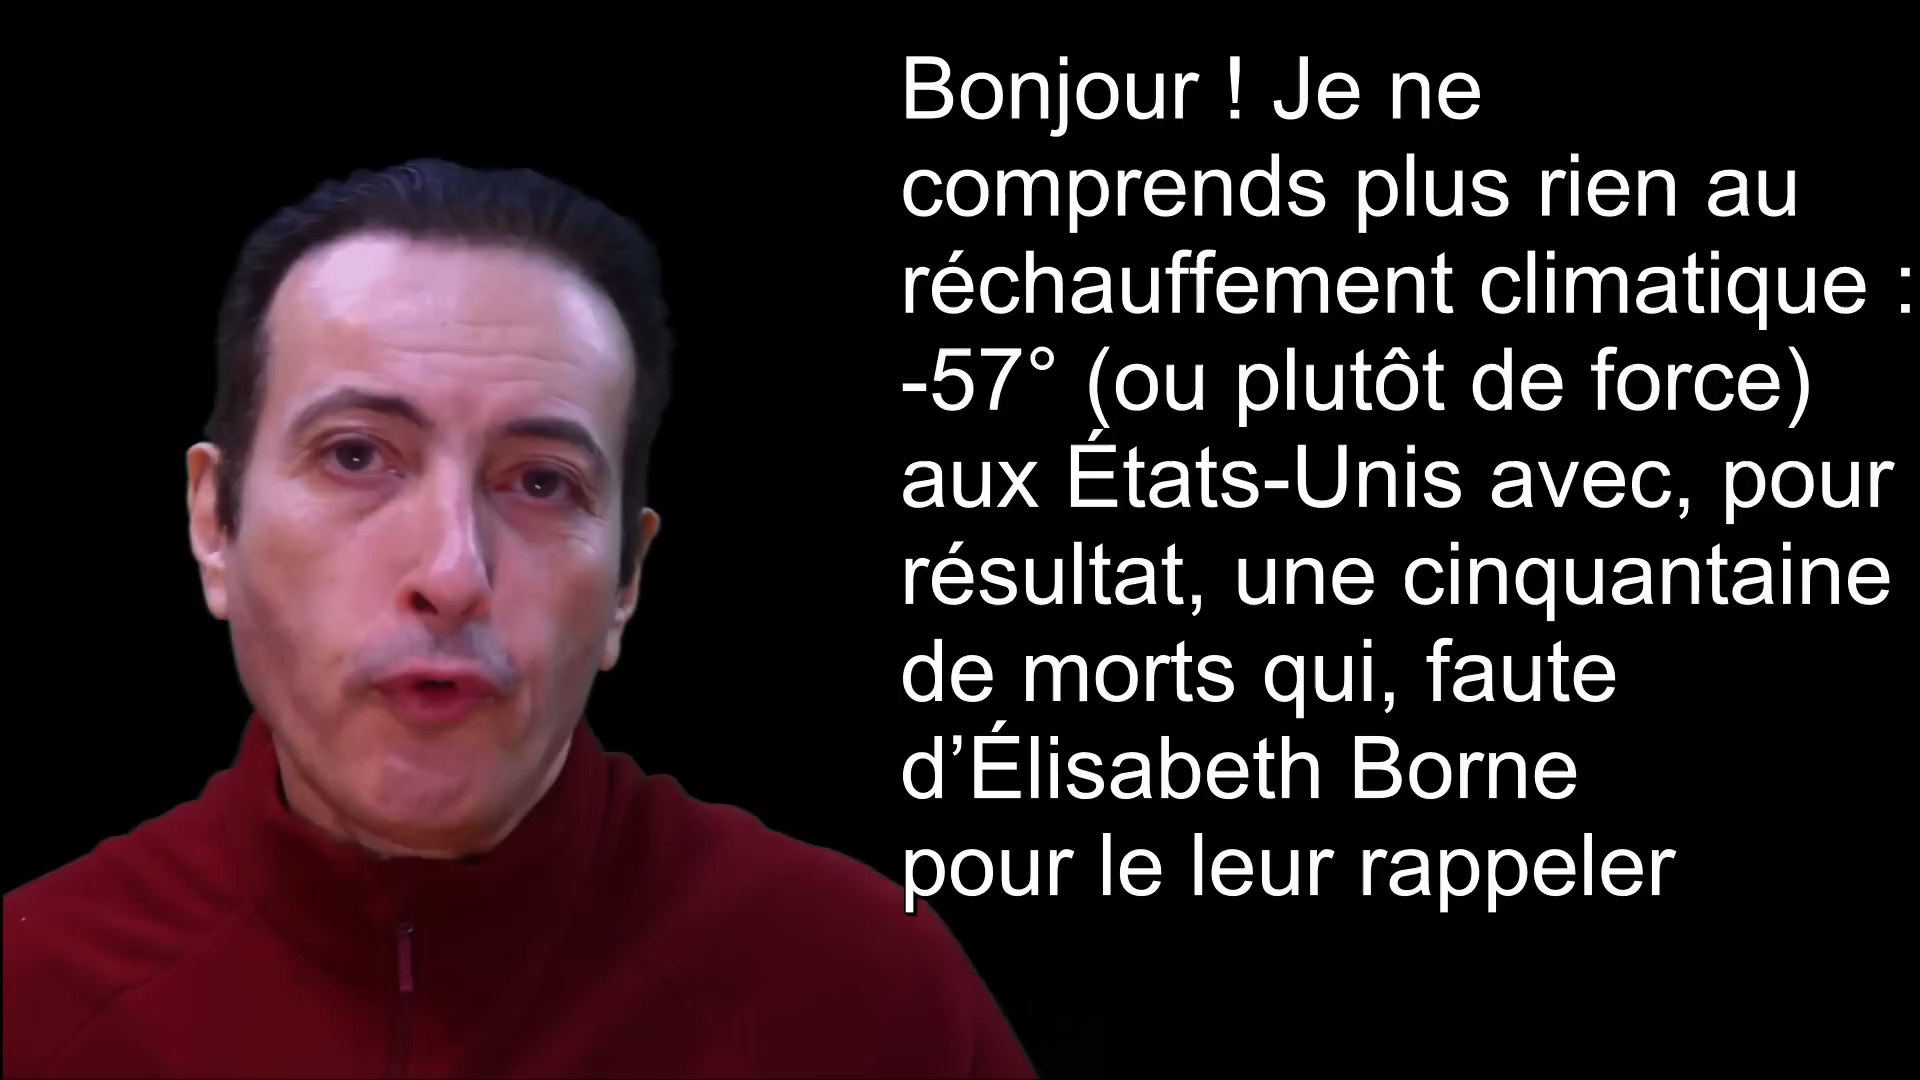 Bonjour ! Je ne
comprends plus rien au
réchauffement climatique :
-57° (ou plutôt de force)
aux États-Unis avec, pour
résultat, une cinquantaine
de morts qui, faute
d’Élisabeth Borne
pour le leur rappeler